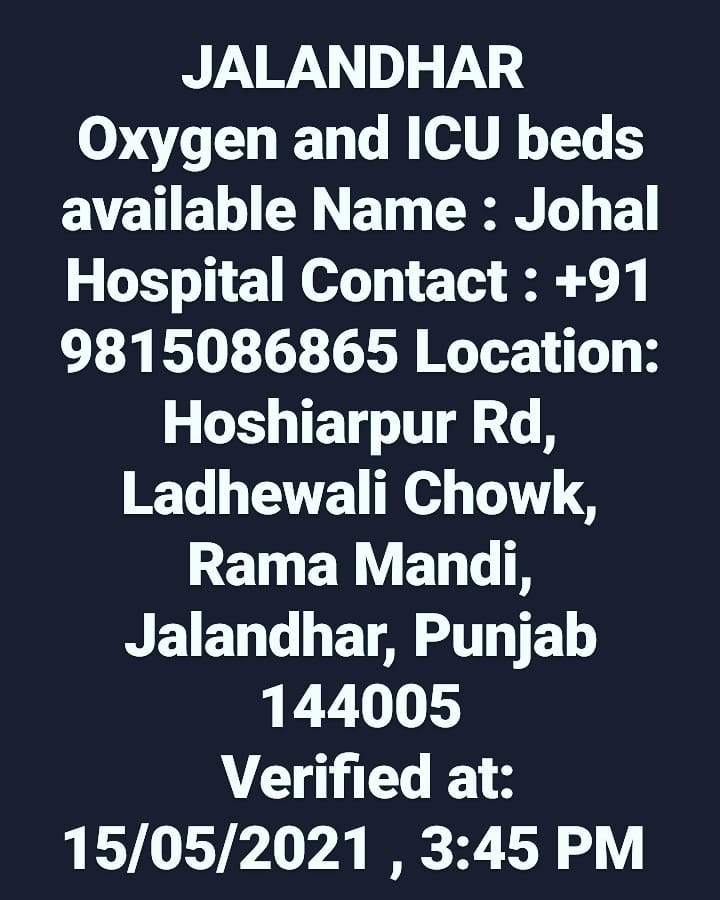 JALANDHAR
Oxygen and ICU beds
available Name : Johal
Hospital Contact : +91
9815086865 Location:
Hoshiarpur Rd,
Ladhewali Chowk,
Rama Mandi,
Jalandhar, Punjab
144005
Verified at:
15/05/2021 , 3:45 PM